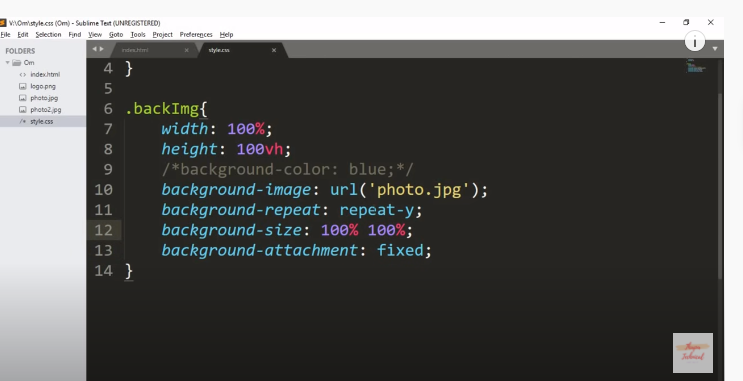 V:\Om\style.css (Om) - Sublime Text (UNREGISTERED)
File Edit Selection Find View Goto Tools Project Preferences Help
FOLDERS
Om
index.html
logo.png
photo.jpg
photo2.jpg
style.css
index.html × style.css ×
4 }
5
6 .backImg{
7 width: 100%;
8 height: 100vh;
9 /*background-color: blue;*/
10 background-image: url('photo.jpg');
11 background-repeat: repeat-y;
12 background-size: 100% 100%;
13 background-attachment: fixed;
14 }